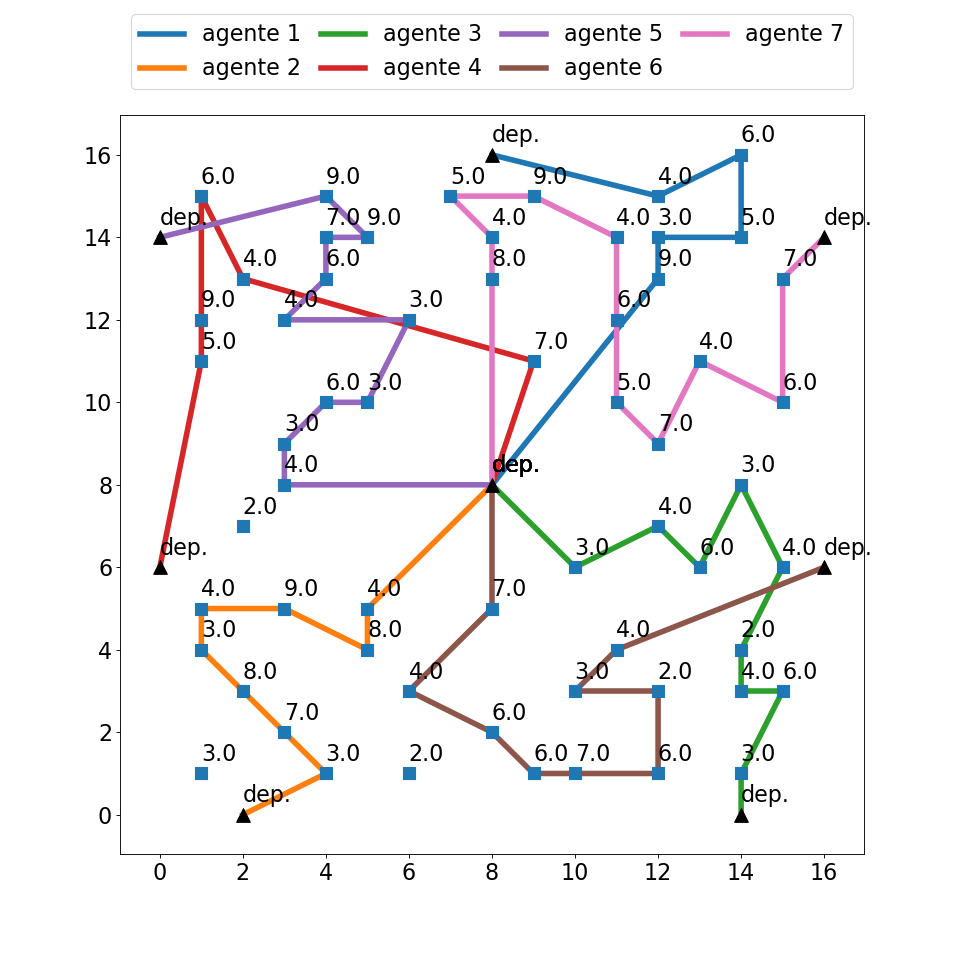 agente 1 agente 3 agente 5 agente 7
agente 2 agente 4 agente 6
dep. 6.0
16
6.0 9.0 5.0 9.0 4.0
dep. 7.0 9.0 4.0 4.0 3.0 5.0 dep.
14
4.0 6.0 8.0 9.0 7.0
9.0 4.0 3.0 6.0
12
5.0 7.0 4.0
6.0 3.0 5.0 6.0
10
3.0 7.0
4.0 dep. dep. 3.0
8
2.0 4.0
dep. 3.0 6.0 4.0 dep.
6
4.0 9.0 4.0 7.0
3.0 8.0 4.0 2.0
4
8.0 4.0 3.0 2.0 4.0 6.0
7.0 6.0
2
3.0 3.0 2.0 6.0 7.0 6.0 3.0
dep. dep.
0
0 2 4 6 8 10 12 14 16